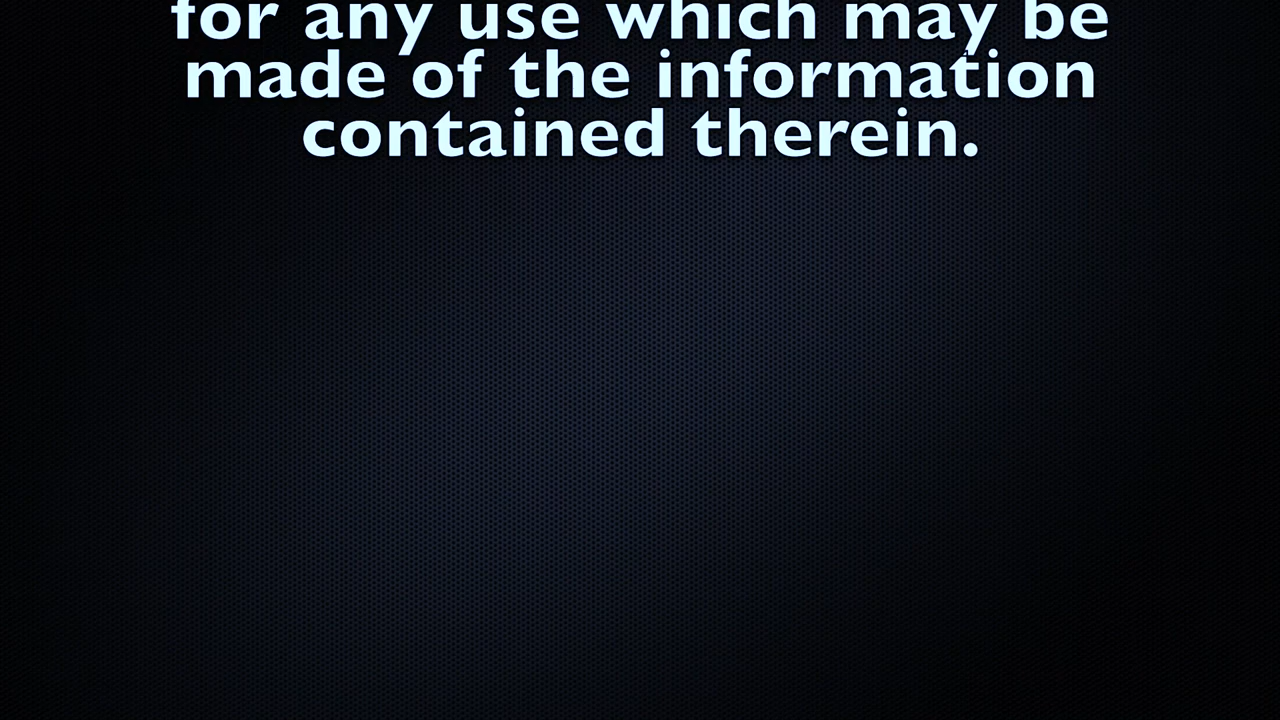 for any use which may be
made of the information
contained therein.